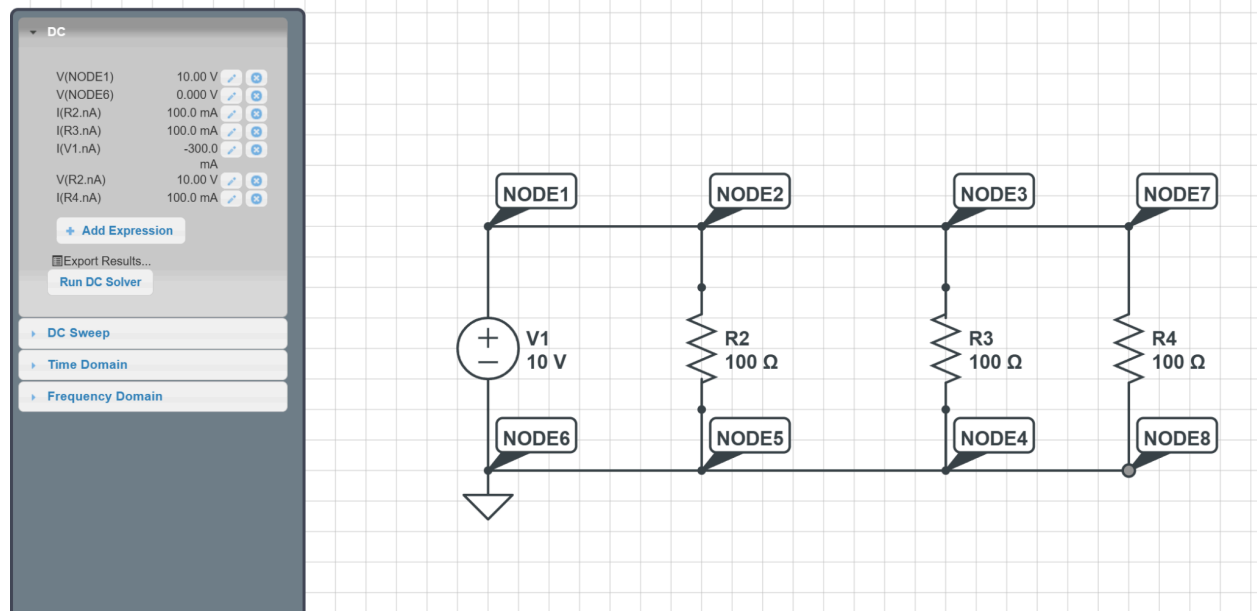 DC
V(NODE1) 10.00 V
V(NODE6) 0.000 V
I(R2.nA) 100.0 mA
I(R3.nA) 100.0 mA
I(V1.nA) -300.0
mA
V(R2.nA) 10.00 V
I(R4.nA) 100.0 mA
+ Add Expression
Export Results...
Run DC Solver
DC Sweep
Time Domain
Frequency Domain
NODE1 NODE2 NODE3 NODE7
V1 R2 R3 R4
10 V 100 Ω 100 Ω 100 Ω
NODE6 NODE5 NODE4 NODE8